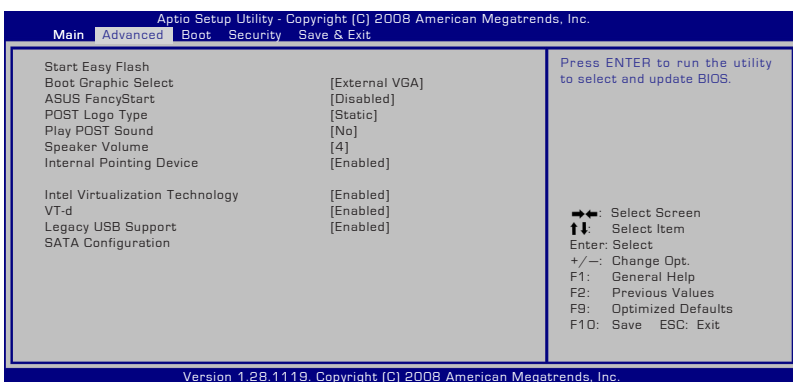 Aptio Setup Utility - Copyright (C) 2008 American Megatrends, Inc.
Main Advanced Boot Security Save & Exit
Start Easy Flash
Boot Graphic Select [External VGA]
ASUS FancyStart [Disabled]
POST Logo Type [Static]
Play POST Sound [No]
Speaker Volume [4]
Internal Pointing Device [Enabled]
Intel Virtualization Technology [Enabled]
VT-d [Enabled]
Legacy USB Support [Enabled]
SATA Configuration
Press ENTER to run the utility
to select and update BIOS.
→←: Select Screen
↑↓: Select Item
Enter: Select
+/—: Change Opt.
F1: General Help
F2: Previous Values
F9: Optimized Defaults
F10: Save ESC: Exit
Version 1.28.1119. Copyright (C) 2008 American Megatrends, Inc.